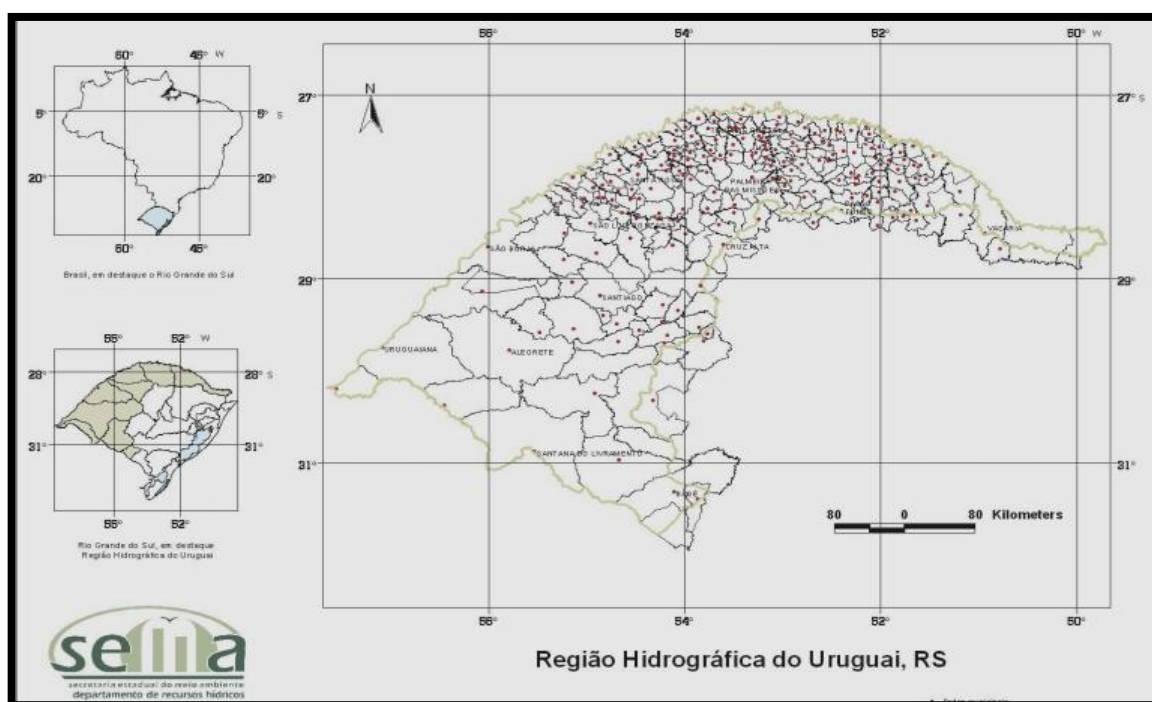 60° 45° W
5° 5° S
20° 20°
60° 45°
Brasil, em destaque o Rio Grande do Sul
55° 52° W
28° 28° S
31° 31°
55° 52°
Rio Grande do Sul, em destaque
Região Hidrográfica do Uruguai
sema
secretaria estadual do meio ambiente
departamento de recursos hídricos
56° 54° 52° 50° W
N
27° 27° S
PALMEIRA
DAS MISSÕES
SÃO BORJA
CRUZ ALTA
VACARIA
29° 29°
SANTIAGO
URUGUAIANA
ALEGRETE
31° 31°
SANTANA DO LIVRAMENTO
BAGÉ
80 0 80 Kilometers
56° 54° 52° 50°
Região Hidrográfica do Uruguai, RS